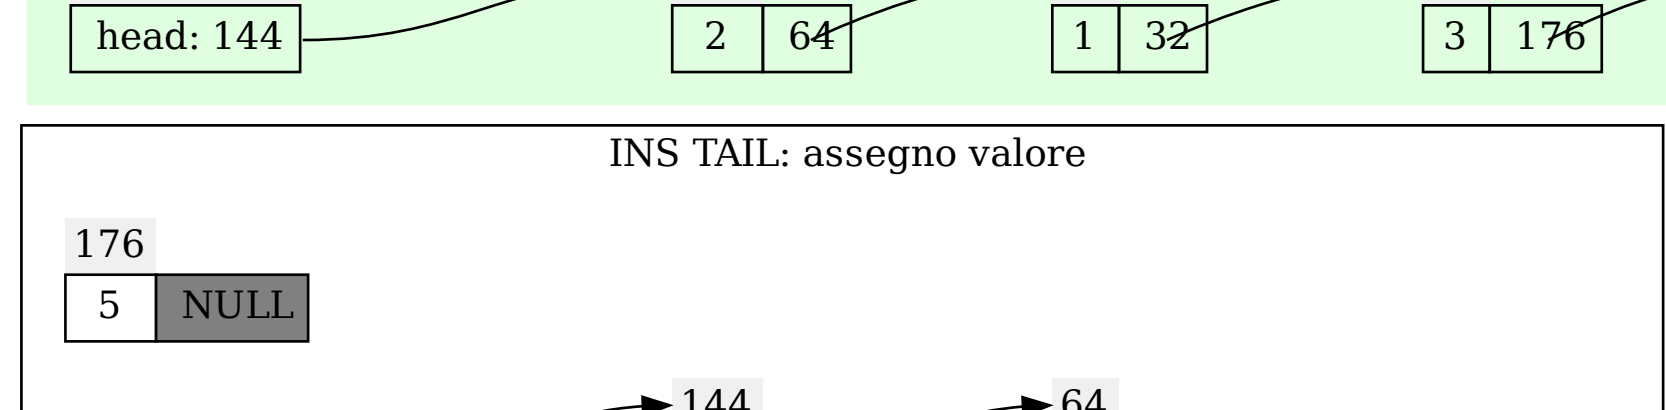 head: 144 2 64 1 32 3 176
INS TAIL: assegno valore
176
5 NULL
144 64